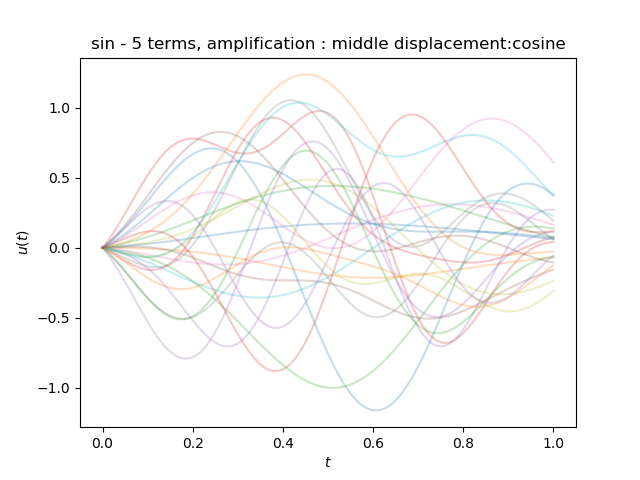 sin - 5 terms, amplification : middle displacement:cosine
1.0
0.5
0.0
−0.5
−1.0
u(t)
0.0 0.2 0.4 0.6 0.8 1.0
t